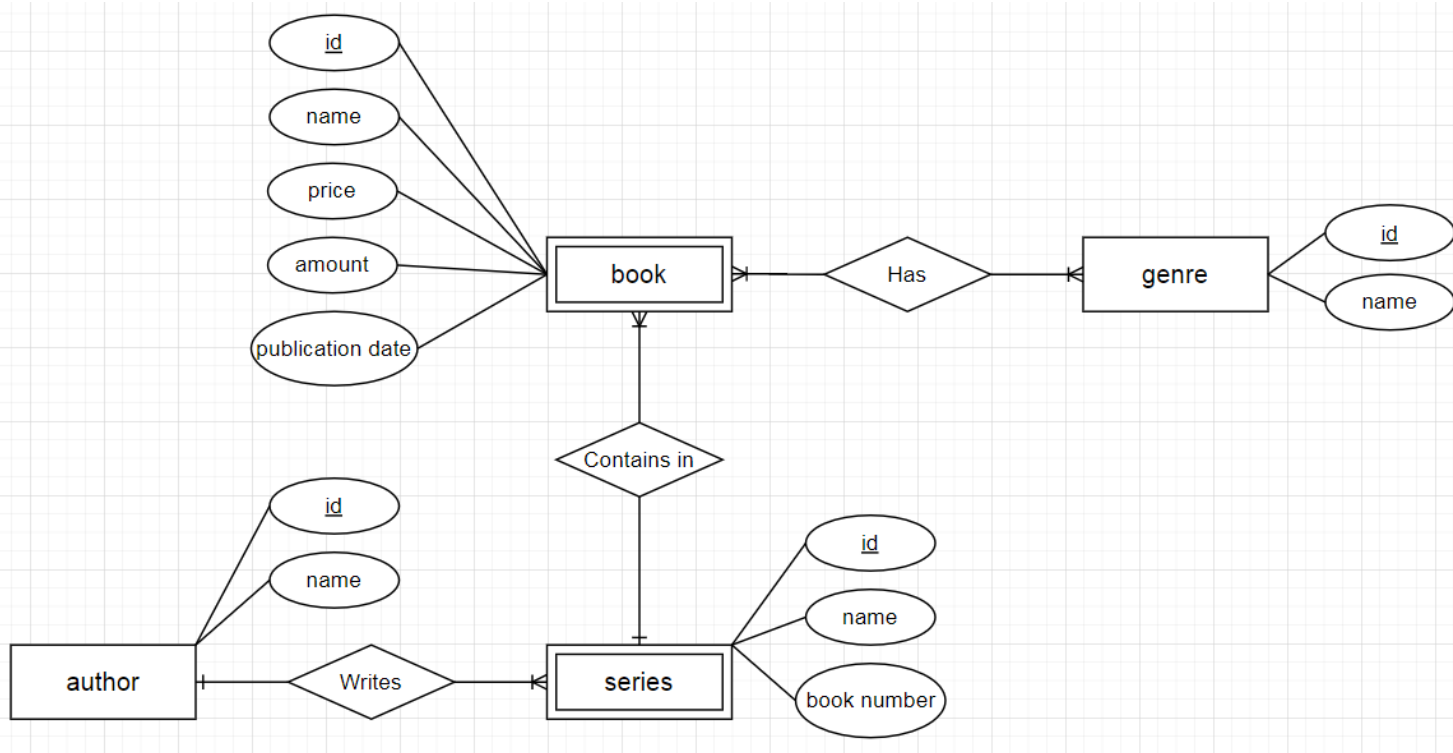 id
name
price
amount
publication date
book
Has
genre
id
name
Contains in
id
name
author
Writes
series
id
name
book number